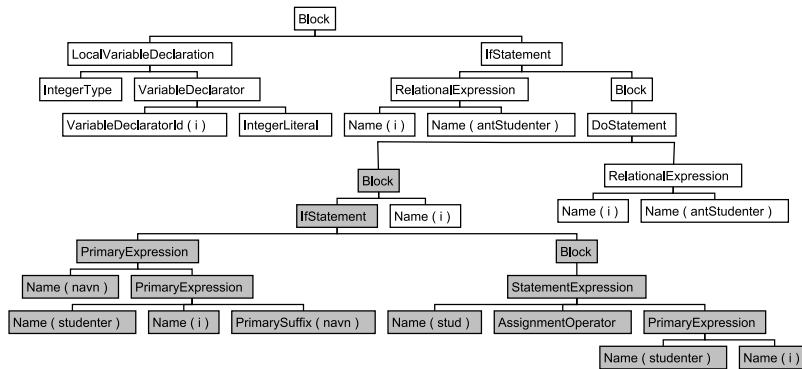 Block
LocalVariableDeclaration IfStatement
IntegerType VariableDeclarator RelationalExpression Block
VariableDeclaratorId ( i ) IntegerLiteral Name ( i ) Name ( antStudenter ) DoStatement
Block RelationalExpression
IfStatement Name ( i ) Name ( i ) Name ( antStudenter )
PrimaryExpression Block
Name ( navn ) PrimaryExpression StatementExpression
Name ( studenter ) Name ( i ) PrimarySuffix ( navn ) Name ( stud ) AssignmentOperator PrimaryExpression
Name ( studenter ) Name ( i )